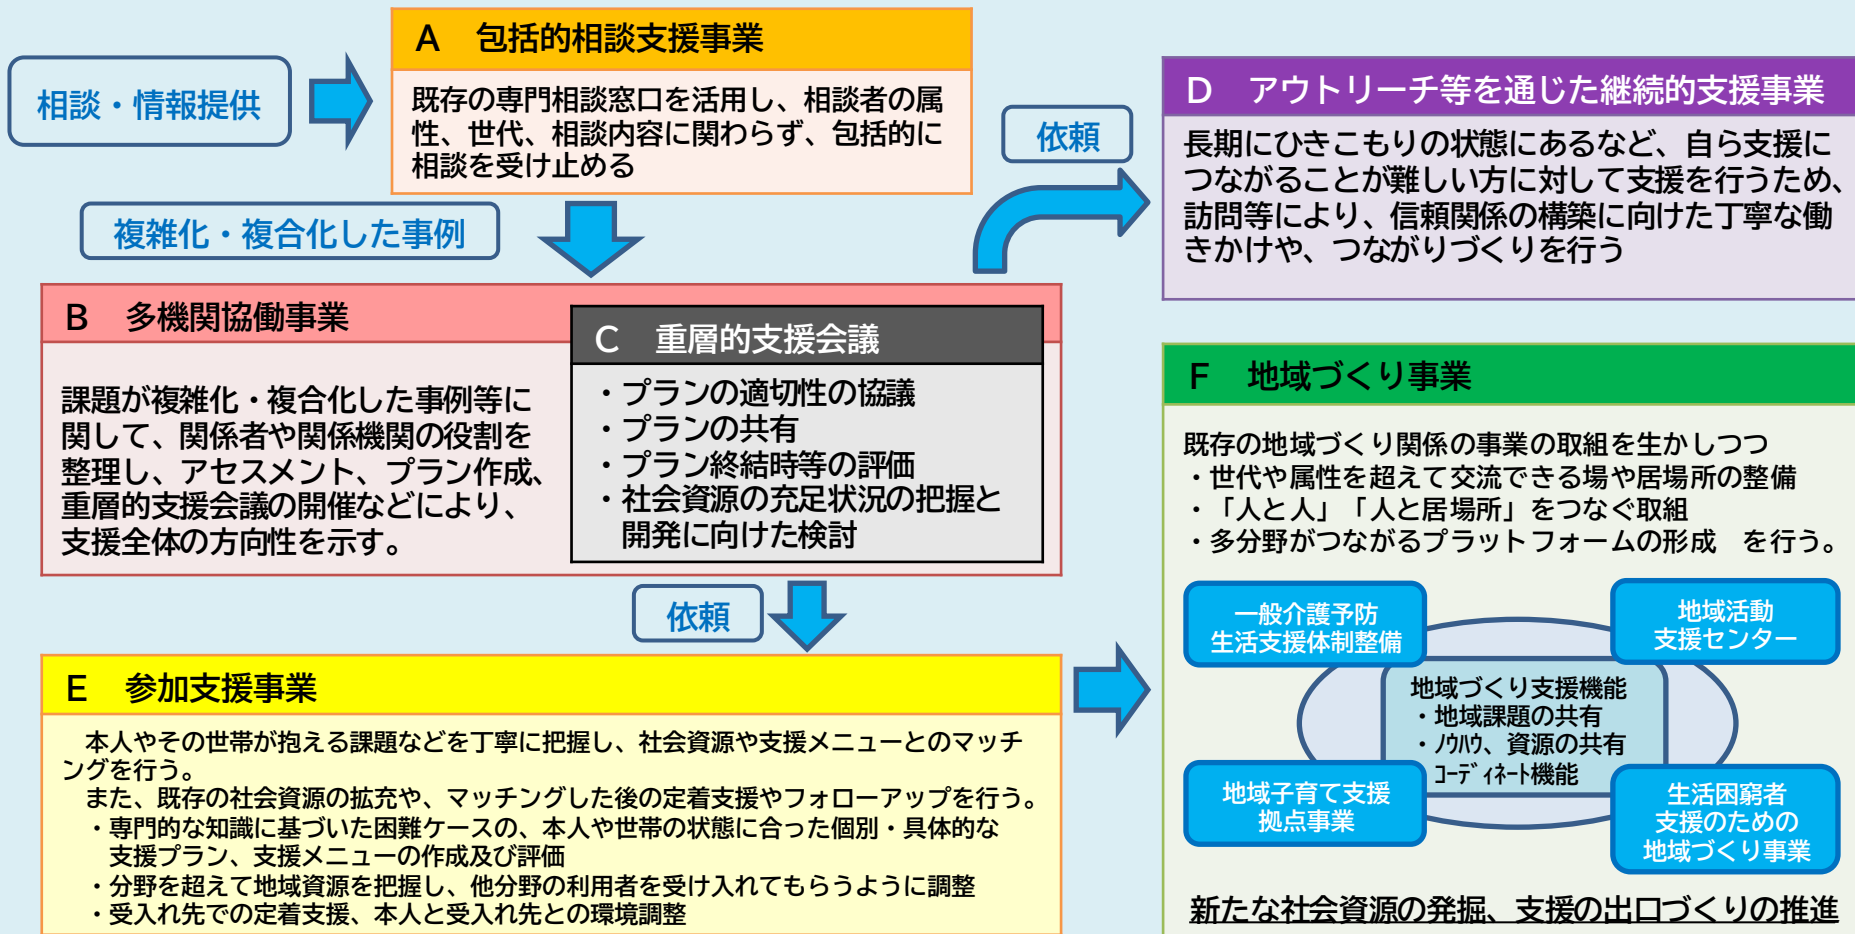 相談・情報提供
A 包括的相談支援事業
既存の専門相談窓口を活用し、相談者の属
性、世代、相談内容に関わらず、包括的に
相談を受け止める
複雑化・複合化した事例
B 多機関協働事業
課題が複雑化・複合化した事例等に
関して、関係者や関係機関の役割を
整理し、アセスメント、プラン作成、
重層的支援会議の開催などにより、
支援全体の方向性を示す。
C 重層的支援会議
・プランの適切性の協議
・プランの共有
・プラン終結時等の評価
・社会資源の充足状況の把握と
開発に向けた検討
依頼
D アウトリーチ等を通じた継続的支援事業
長期にひきこもりの状態にあるなど、自ら支援に
つながることが難しい方に対して支援を行うため、
訪問等により、信頼関係の構築に向けた丁寧な働
きかけや、つながりづくりを行う
依頼
E 参加支援事業
本人やその世帯が抱える課題などを丁寧に把握し、社会資源や支援メニューとのマッチ
ングを行う。
また、既存の社会資源の拡充や、マッチングした後の定着支援やフォローアップを行う。
・専門的な知識に基づいた困難ケースの、本人や世帯の状態に合った個別・具体的な
支援プラン、支援メニューの作成及び評価
・分野を超えて地域資源を把握し、他分野の利用者を受け入れてもらうように調整
・受入れ先での定着支援、本人と受入れ先との環境調整
F 地域づくり事業
既存の地域づくり関係の事業の取組を生かしつつ
・世代や属性を超えて交流できる場や居場所の整備
・「人と人」「人と居場所」をつなぐ取組
・多分野がつながるプラットフォームの形成 を行う。
一般介護予防
生活支援体制整備
地域活動
支援センター
地域づくり支援機能
・地域課題の共有
・ﾉｳﾊｳ、資源の共有
ｺｰﾃﾞｨﾈｰﾄ機能
地域子育て支援
拠点事業
生活困窮者
支援のための
地域づくり事業
新たな社会資源の発掘、支援の出口づくりの推進